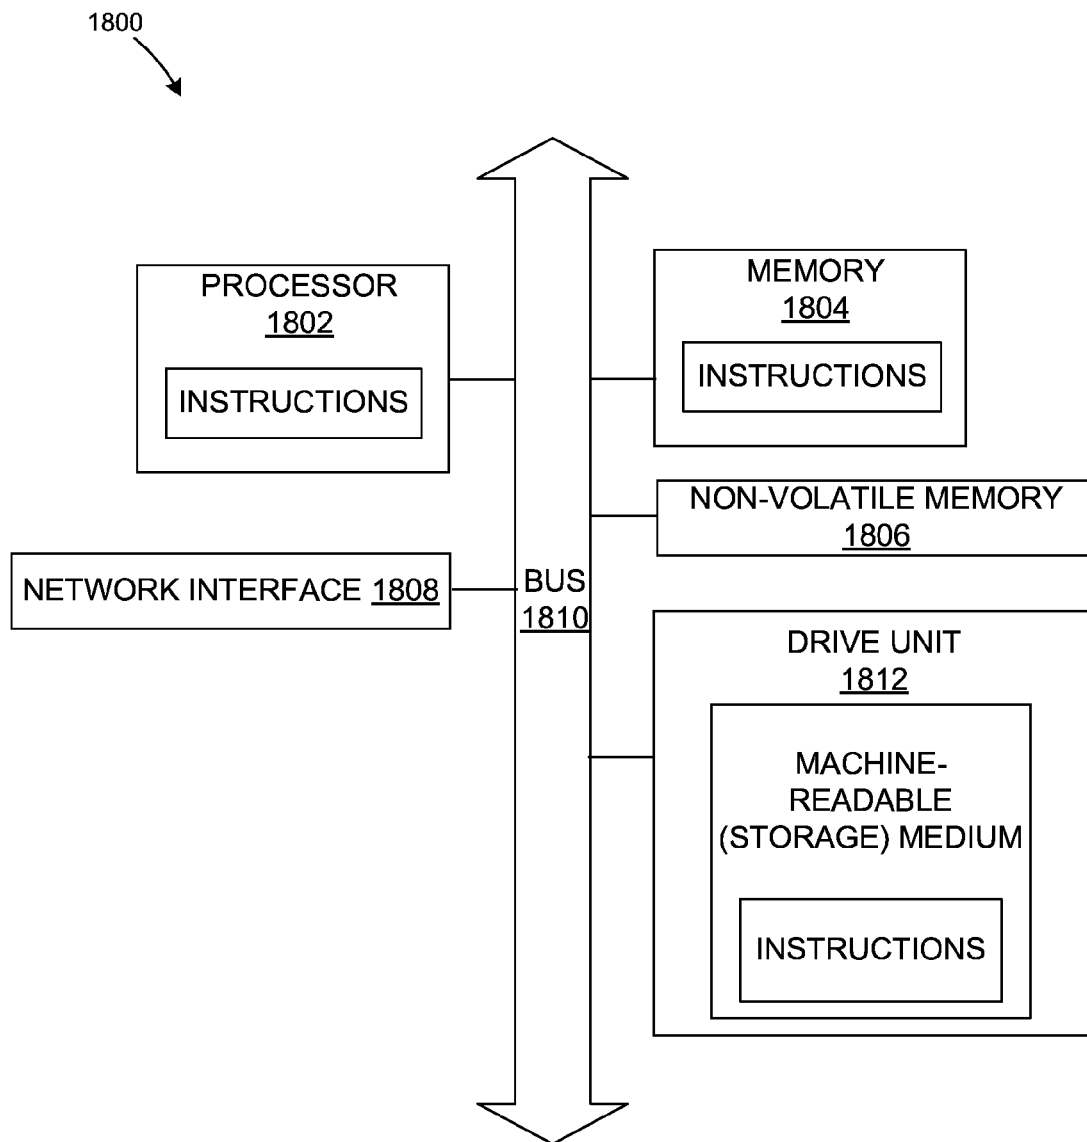 1800
PROCESSOR
1802
INSTRUCTIONS
MEMORY
1804
INSTRUCTIONS
NON-VOLATILE MEMORY
1806
NETWORK INTERFACE 1808
BUS
1810
DRIVE UNIT
1812
MACHINE-
READABLE
(STORAGE) MEDIUM
INSTRUCTIONS